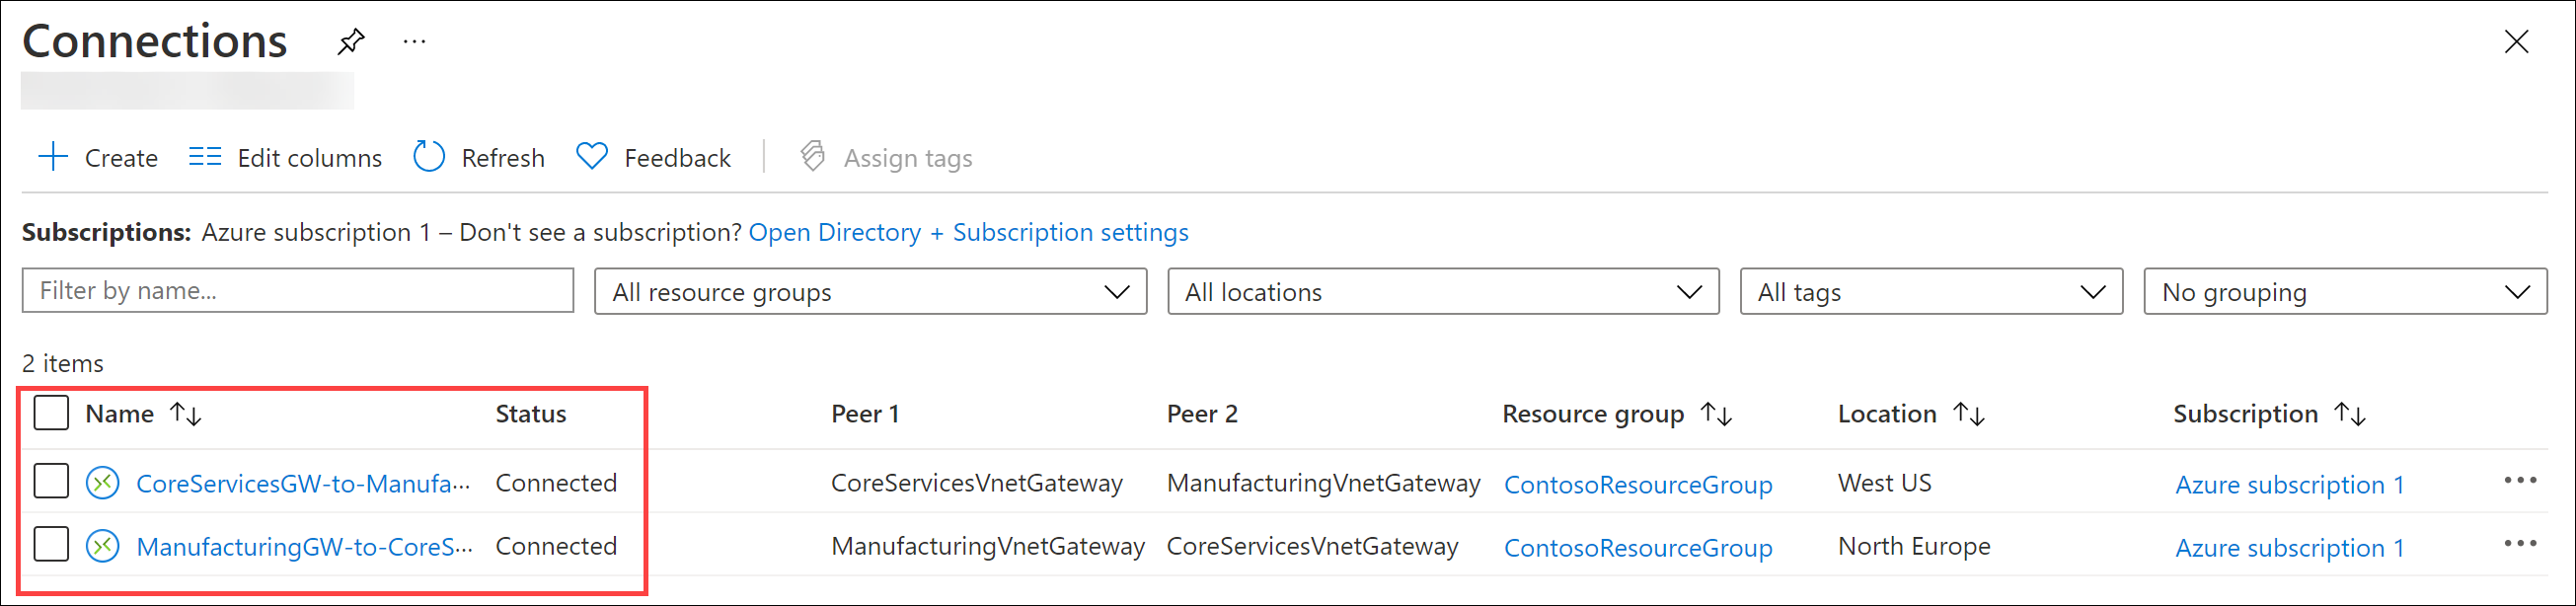 Connections ...
Create Edit columns Refresh Feedback Assign tags
Subscriptions: Azure subscription 1 – Don't see a subscription? Open Directory + Subscription settings
Filter by name... All resource groups All locations All tags No grouping
2 items
Name Status Peer 1 Peer 2 Resource group Location Subscription
CoreServicesGW-to-Manufa... Connected CoreServicesVnetGateway ManufacturingVnetGateway ContosoResourceGroup West US Azure subscription 1 ...
ManufacturingGW-to-CoreS... Connected ManufacturingVnetGateway CoreServicesVnetGateway ContosoResourceGroup North Europe Azure subscription 1 ...